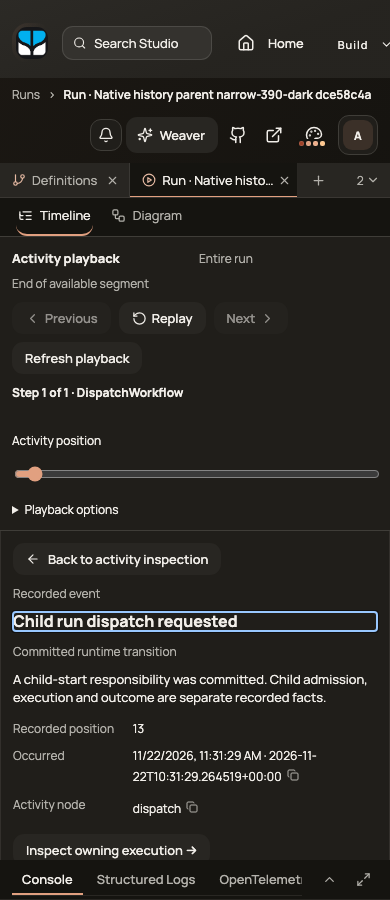 Search Studio
Home
Build
Runs > Run · Native history parent narrow-390-dark dce58c4a
Weaver
A
Definitions
Run · Native histo...
2
Timeline
Diagram
Activity playback
Entire run
End of available segment
Previous
Replay
Next
Refresh playback
Step 1 of 1 · DispatchWorkflow
Activity position
Playback options
Back to activity inspection
Recorded event
Child run dispatch requested
Committed runtime transition
A child-start responsibility was committed. Child admission,
execution and outcome are separate recorded facts.
Recorded position 13
Occurred 11/22/2026, 11:31:29 AM · 2026-11-
22T10:31:29.264519+00:00
Activity node dispatch
Inspect owning execution →
Console
Structured Logs
OpenTelemet